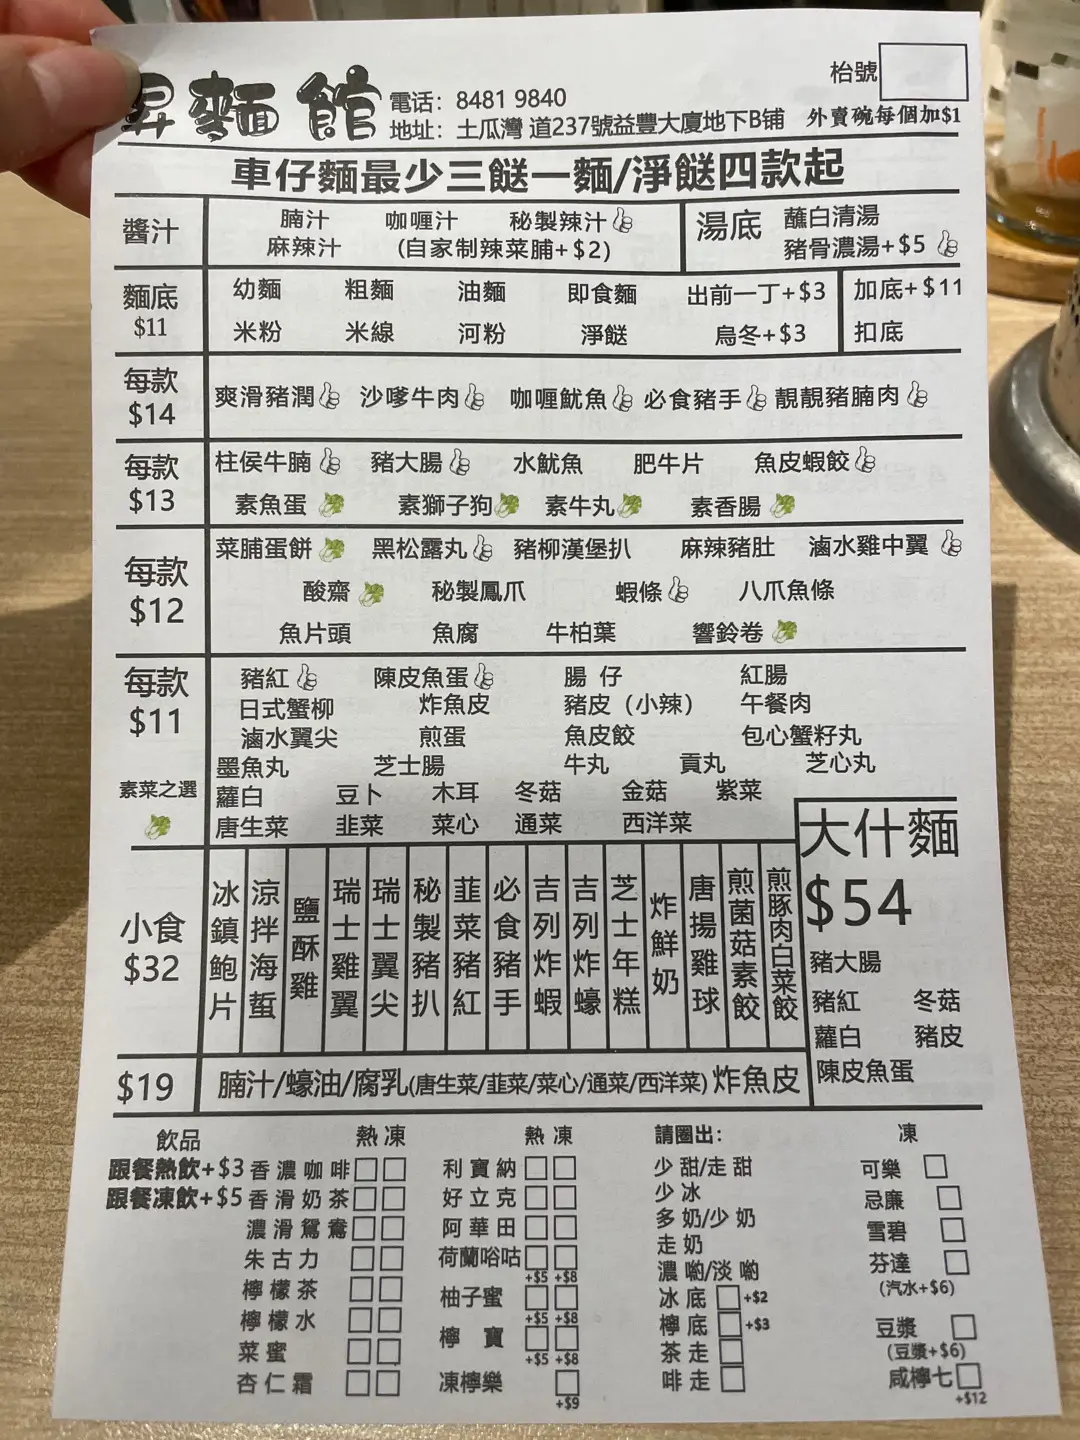 昇麵館
枱號
電话：8481 9840
地址：土瓜灣 道237號益豐大廈地下B铺
外賣碗每個加$1
車仔麵最少三餸一麵/淨餸四款起
醬汁
腩汁 咖喱汁 秘製辣汁
麻辣汁 (自家制辣菜脯+$2)
湯底
蘸白清湯
豬骨濃湯+$5
麵底
$11
幼麵 粗麵 油麵 即食麵 出前一丁+$3 加底+$11
米粉 米線 河粉 淨餸 烏冬+$3 扣底
每款
$14
爽滑豬潤 沙嗲牛肉 咖喱魷魚 必食豬手 靚靚豬腩肉
每款
$13
柱侯牛腩 豬大腸 水魷魚 肥牛片 魚皮蝦餃
素魚蛋 素獅子狗 素牛丸 素香腸
每款
$12
菜脯蛋餅 黑松露丸 豬柳漢堡扒 麻辣豬肚 滷水雞中翼
酸齋 秘製鳳爪 蝦條 八爪魚條
魚片頭 魚腐 牛柏葉 響鈴卷
每款
$11
豬紅 陳皮魚蛋 腸 仔 紅腸
日式蟹柳 炸魚皮 豬皮（小辣） 午餐肉
滷水翼尖 煎蛋 魚皮餃 包心蟹籽丸
墨魚丸 芝士腸 牛丸 貢丸 芝心丸
素菜之選
蘿白 豆卜 木耳 冬菇 金菇 紫菜
唐生菜 韭菜 菜心 通菜 西洋菜
小食
$32
冰鎮鮑片
涼拌海蜇
鹽酥雞
瑞士雞翼
瑞士翼尖
秘製豬扒
韭菜豬紅
必食豬手
吉列炸蝦
吉列炸蠔
芝士年糕
炸鮮奶
唐揚雞球
煎菌菇素餃
煎豚肉白菜餃
大什麵
$54
豬大腸
豬紅 冬菇
蘿白 豬皮
陳皮魚蛋
$19
腩汁/蠔油/腐乳(唐生菜/韭菜/菜心/通菜/西洋菜) 炸魚皮
飲品 熱 凍
跟餐熱飲+$3 香濃咖啡
跟餐凍飲+$5 香滑奶茶
濃滑鴛鴦
朱古力
檸檬茶
檸檬水
菜蜜
杏仁霜
熱 凍
利賓納
好立克
阿華田
荷蘭唂咕
+$5 +$8
柚子蜜
+$5 +$8
檸 寶
+$5 +$8
凍檸樂
+$9
請圈出：
少甜/走甜
少冰
多奶/少奶
走奶
濃啲/淡啲
冰底 +$2
檸底 +$3
茶走
啡走
凍
可樂
忌廉
雪碧
芬達
(汽水+$6)
豆漿
(豆漿+$6)
咸檸七
+$12